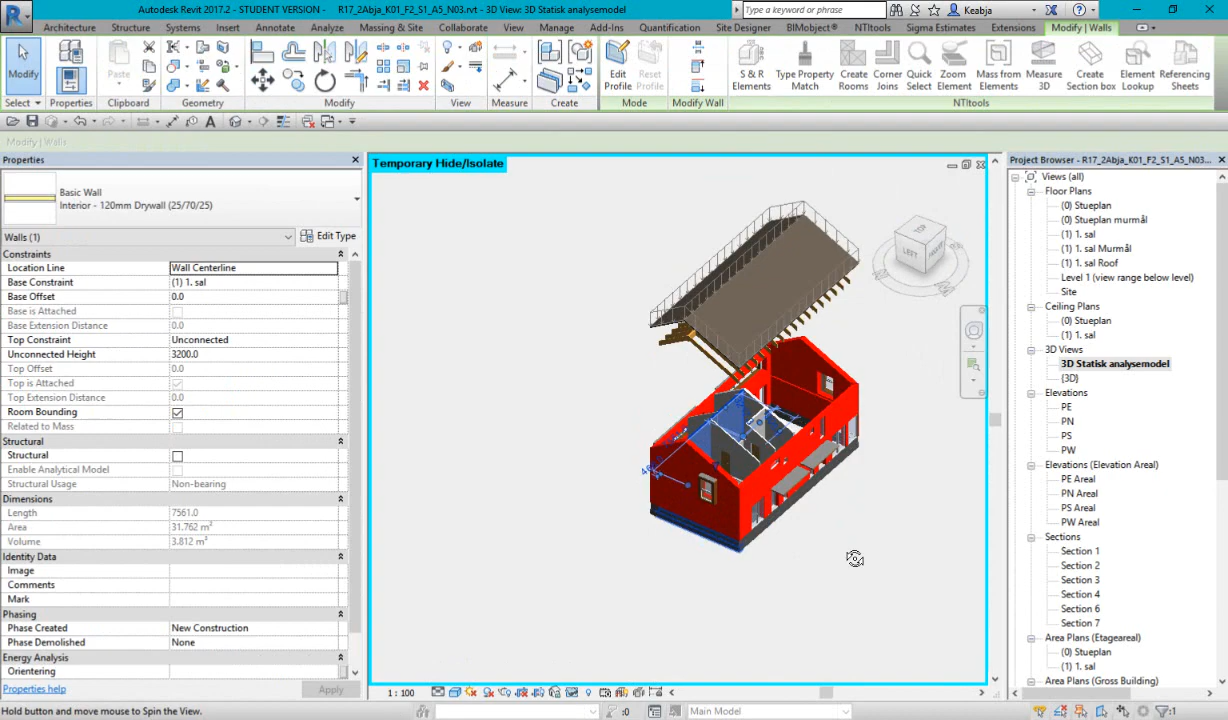 Autodesk Revit 2017.2 - STUDENT VERSION - R17_2Abja_K01_F2_S1_A5_N03.rvt - 3D View: 3D Statisk analysemodel
Type a keyword or phrase
Keabja
Architecture Structure Systems Insert Annotate Analyze Massing & Site Collaborate View Manage Add-Ins Quantification Site Designer BIMobject® NTItools Sigma Estimates Extensions Modify | Walls
Modify
Paste
Edit Profile
Reset Profile
S & R Elements
Type Property Match
Create Rooms
Corner Joins
Quick Select
Zoom Element
Mass from Elements
Measure 3D
Create Section box
Element Lookup
Referencing Sheets
Select Properties Clipboard Geometry Modify View Measure Create Mode Modify Wall NTItools
Modify | Walls
Properties
Basic Wall
Interior - 120mm Drywall (25/70/25)
Walls (1)
Edit Type
Constraints
Location Line Wall Centerline
Base Constraint (1) 1. sal
Base Offset 0.0
Base is Attached
Base Extension Distance 0.0
Top Constraint Unconnected
Unconnected Height 3200.0
Top Offset 0.0
Top is Attached
Top Extension Distance 0.0
Room Bounding
Related to Mass
Structural
Structural
Enable Analytical Model
Structural Usage Non-bearing
Dimensions
Length 7561.0
Area 31.762 m²
Volume 3.812 m³
Identity Data
Image
Comments
Mark
Phasing
Phase Created New Construction
Phase Demolished None
Energy Analysis
Orientering
Properties help
Apply
Temporary Hide/Isolate
LEFT
1 : 100
Project Browser - R17_2Abja_K01_F2_S1_A5_N03...
Views (all)
Floor Plans
(0) Stueplan
(0) Stueplan murmål
(1) 1. sal
(1) 1. sal Murmål
(1) 1. sal Roof
Level 1 (view range below level)
Site
Ceiling Plans
(0) Stueplan
(1) 1. sal
3D Views
3D Statisk analysemodel
{3D}
Elevations
PE
PN
PS
PW
Elevations (Elevation Area)
PE Areal
PN Areal
PS Areal
PW Areal
Sections
Section 1
Section 2
Section 3
Section 4
Section 6
Section 7
Area Plans (Etageareal)
(0) Stueplan
(1) 1. sal
Area Plans (Gross Building)
Hold button and move mouse to Spin the View.
:0
Main Model
:1